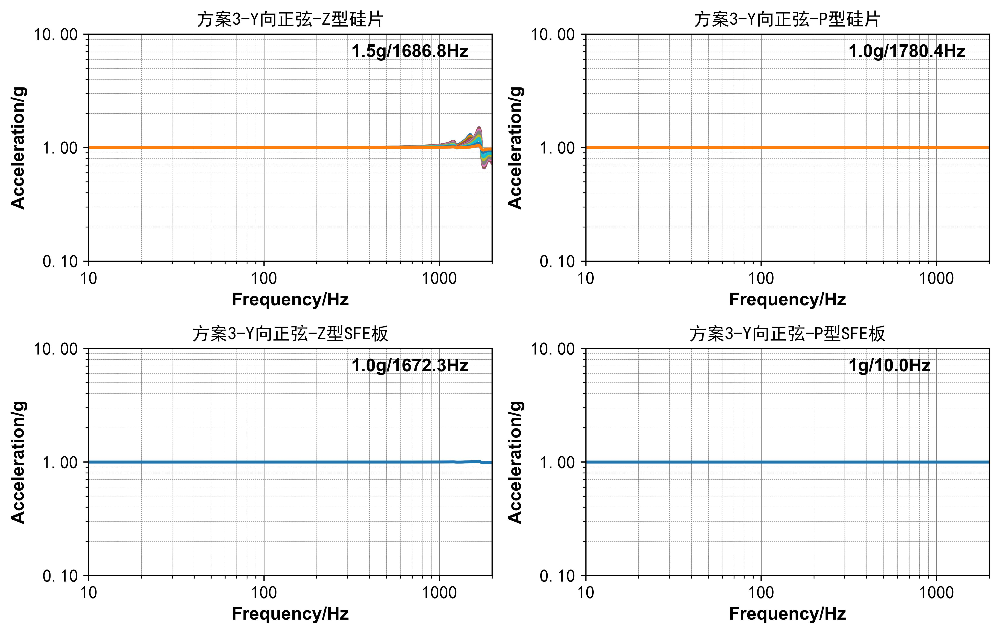 方案3-Y向正弦-Z型硅片
1.5g/1686.8Hz
10.00
1.00
0.10
Acceleration/g
10
100
1000
Frequency/Hz
方案3-Y向正弦-P型硅片
1.0g/1780.4Hz
10.00
1.00
0.10
Acceleration/g
10
100
1000
Frequency/Hz
方案3-Y向正弦-Z型SFE板
1.0g/1672.3Hz
10.00
1.00
0.10
Acceleration/g
10
100
1000
Frequency/Hz
方案3-Y向正弦-P型SFE板
1g/10.0Hz
10.00
1.00
0.10
Acceleration/g
10
100
1000
Frequency/Hz